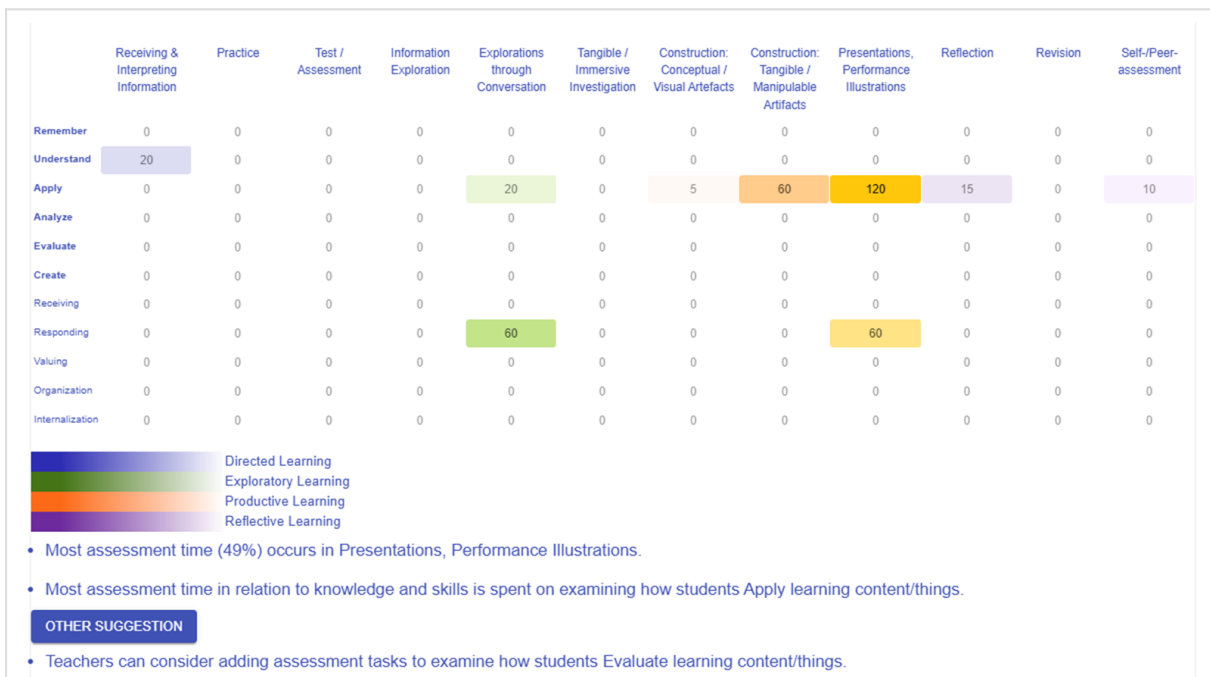 Receiving & Interpreting Information Practice Test / Assessment Information Exploration Explorations through Conversation Tangible / Immersive Investigation Construction: Conceptual / Visual Artefacts Construction: Tangible / Manipulable Artifacts Presentations, Performance Illustrations Reflection Revision Self-/Peer-assessment
Remember 0 0 0 0 0 0 0 0 0 0 0 0
Understand 20 0 0 0 0 0 0 0 0 0 0 0
Apply 0 0 0 0 20 0 5 60 120 15 0 10
Analyze 0 0 0 0 0 0 0 0 0 0 0 0
Evaluate 0 0 0 0 0 0 0 0 0 0 0 0
Create 0 0 0 0 0 0 0 0 0 0 0 0
Receiving 0 0 0 0 0 0 0 0 0 0 0 0
Responding 0 0 0 0 60 0 0 0 60 0 0 0
Valuing 0 0 0 0 0 0 0 0 0 0 0 0
Organization 0 0 0 0 0 0 0 0 0 0 0 0
Internalization 0 0 0 0 0 0 0 0 0 0 0 0
Directed Learning
Exploratory Learning
Productive Learning
Reflective Learning
• Most assessment time (49%) occurs in Presentations, Performance Illustrations.
• Most assessment time in relation to knowledge and skills is spent on examining how students Apply learning content/things.
OTHER SUGGESTION
• Teachers can consider adding assessment tasks to examine how students Evaluate learning content/things.